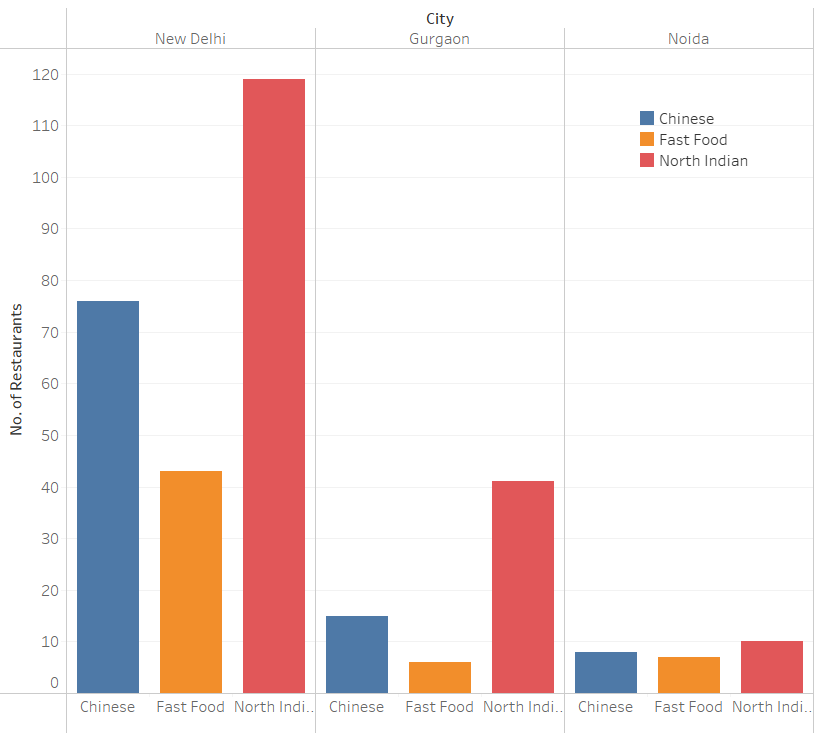 City
New Delhi Gurgaon Noida
No. of Restaurants
120
110
100
90
80
70
60
50
40
30
20
10
0
Chinese
Fast Food
North Indian
Chinese Fast Food North Indi.. Chinese Fast Food North Indi.. Chinese Fast Food North Indi..